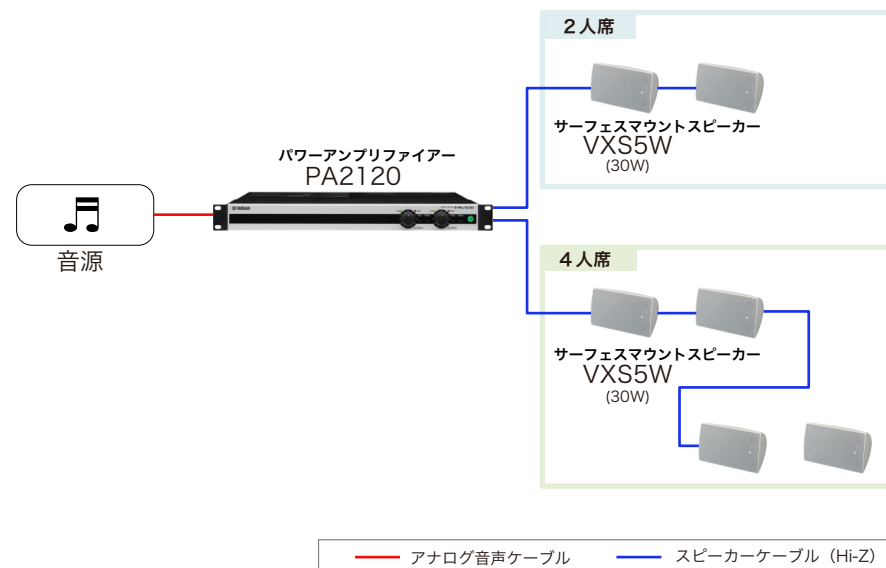 2人席
サーフェスマウントスピーカー
VXS5W
(30W)
パワーアンプリファイアー
PA2120
YAMAHA
音源
4人席
サーフェスマウントスピーカー
VXS5W
(30W)
アナログ音声ケーブル
スピーカーケーブル（Hi-Z）